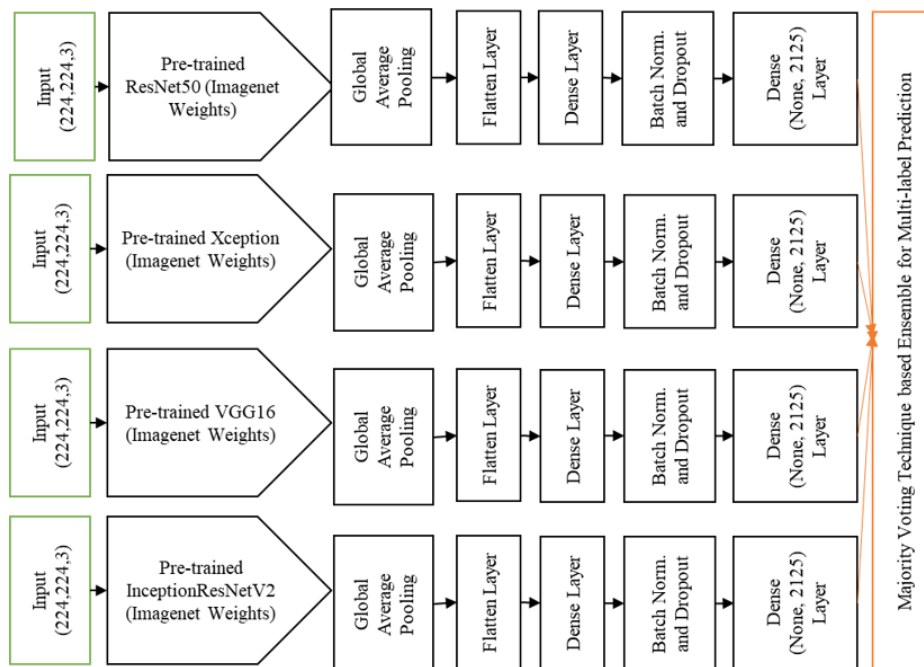 Input
(224,224,3)
Pre-trained
ResNet50 (Imagenet
Weights)
Global
Average
Pooling
Flatten Layer
Dense Layer
Batch Norm.
and Dropout
Dense
(None, 2125)
Layer
Input
(224,224,3)
Pre-trained Xception
(Imagenet Weights)
Global
Average
Pooling
Flatten Layer
Dense Layer
Batch Norm.
and Dropout
Dense
(None, 2125)
Layer
Input
(224,224,3)
Pre-trained VGG16
(Imagenet Weights)
Global
Average
Pooling
Flatten Layer
Dense Layer
Batch Norm.
and Dropout
Dense
(None, 2125)
Layer
Input
(224,224,3)
Pre-trained
InceptionResNetV2
(Imagenet Weights)
Global
Average
Pooling
Flatten Layer
Dense Layer
Batch Norm.
and Dropout
Dense
(None, 2125)
Layer
Majority Voting Technique based Ensemble for Multi-label Prediction